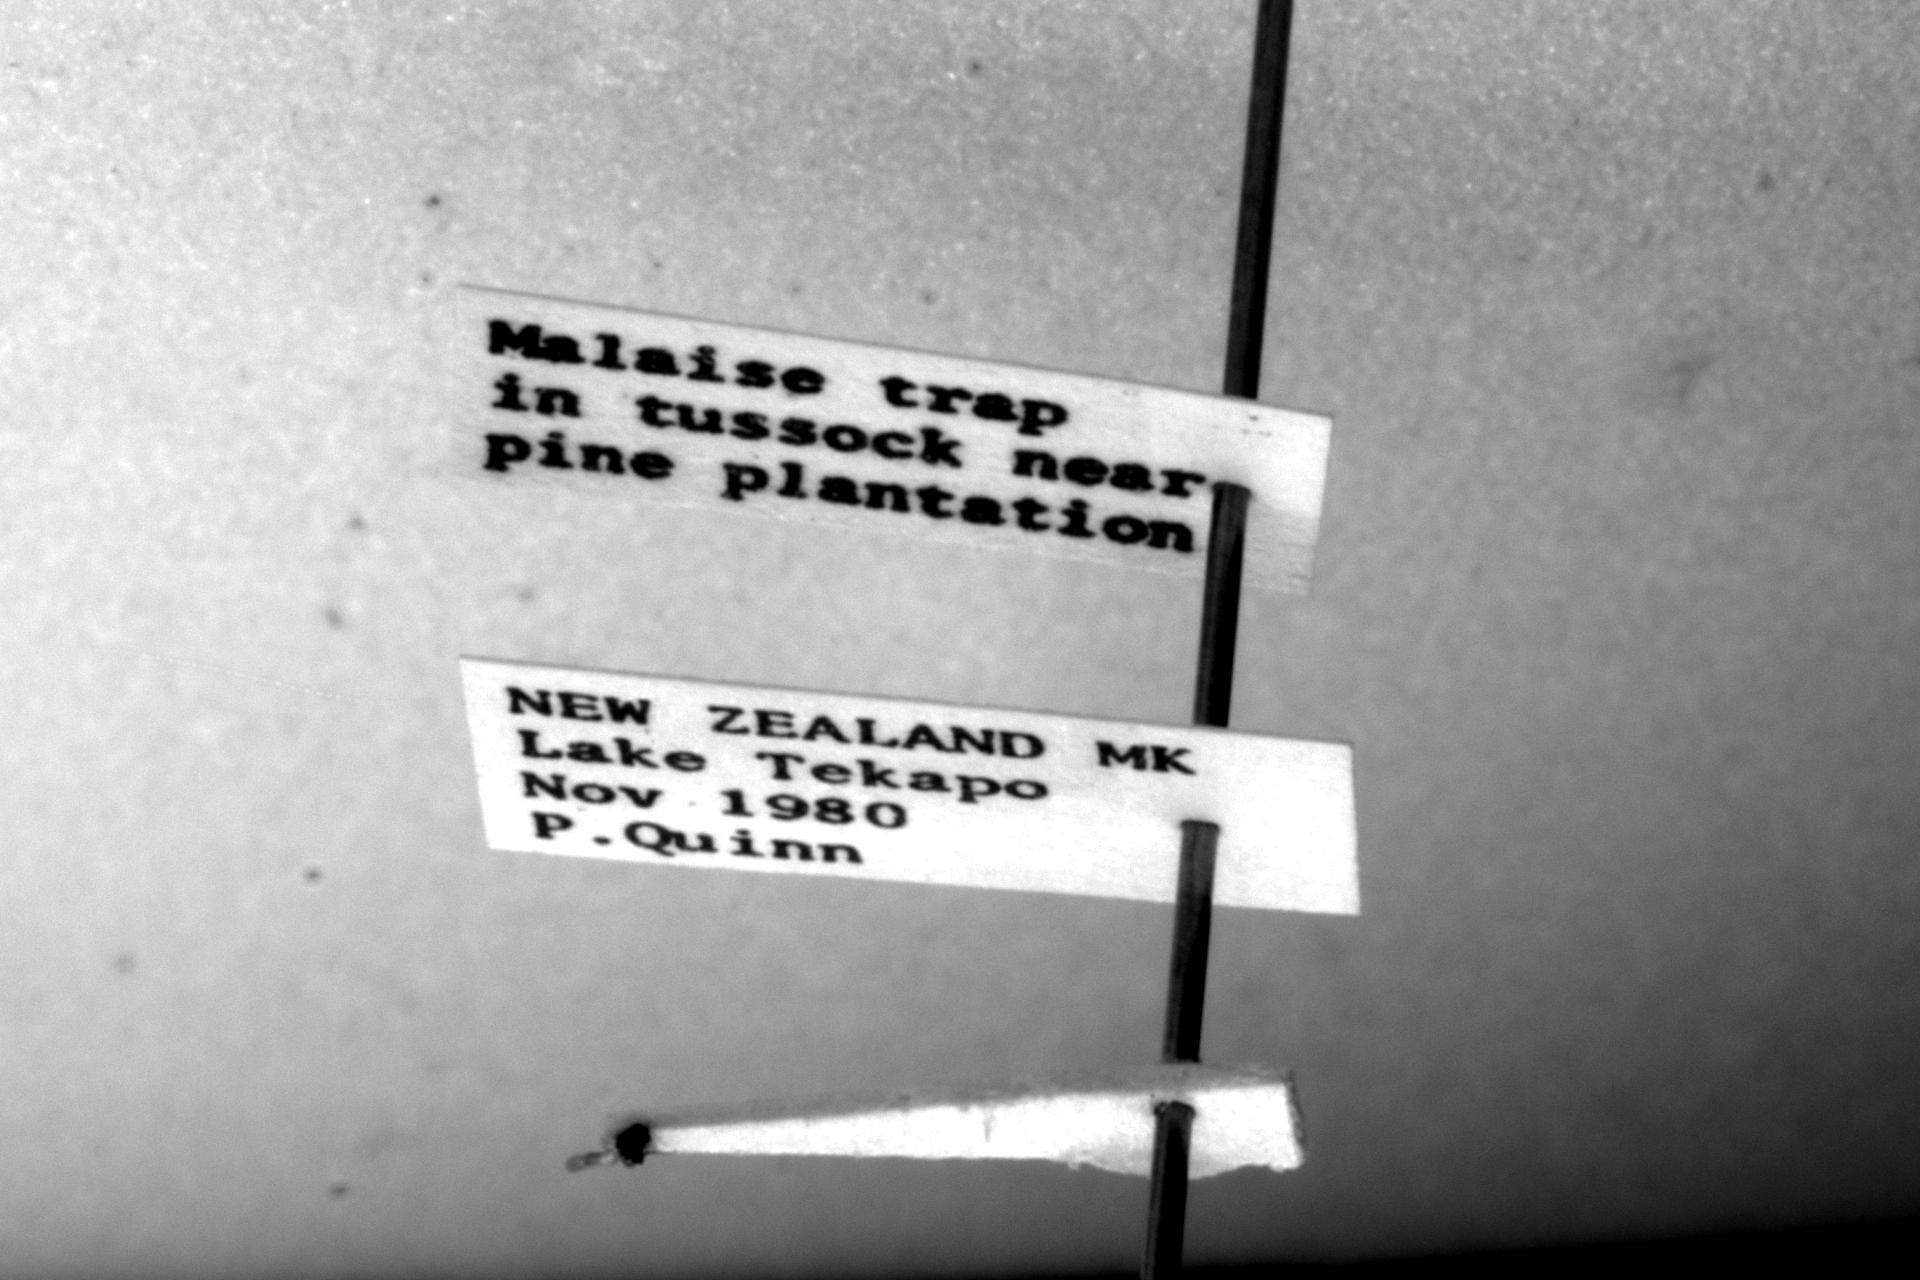 Malaise trap
in tussock near
pine plantation
NEW ZEALAND MK
Lake Tekapo
Nov 1980
P.Quinn